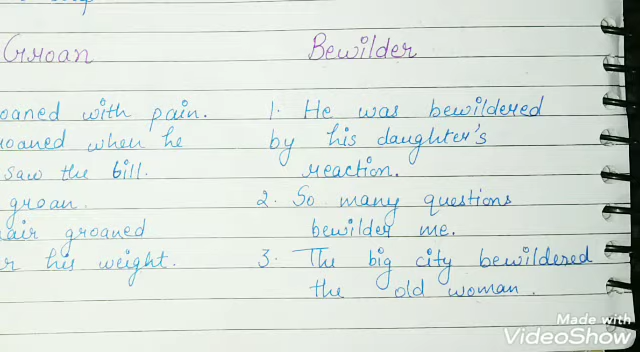 Groan
oaned with pain.
oaned when he
saw the bill.
groan.
air groaned
r his weight.
Bewilder
1. He was bewildered
by his daughter's
reaction.
2. So many questions
bewilder me.
3. The big city bewildered
the old woman.
Made with
VideoShow